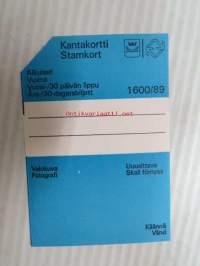 Kantakortti
Stamkort
Aikuiset
Vuxna
Vuosi-/30 päivän lippu
Års-/30-dagarsbiljett
1600/89
Valokuva
Fotografi
Uusittava
Skall förnyas
Käännä
Vänd